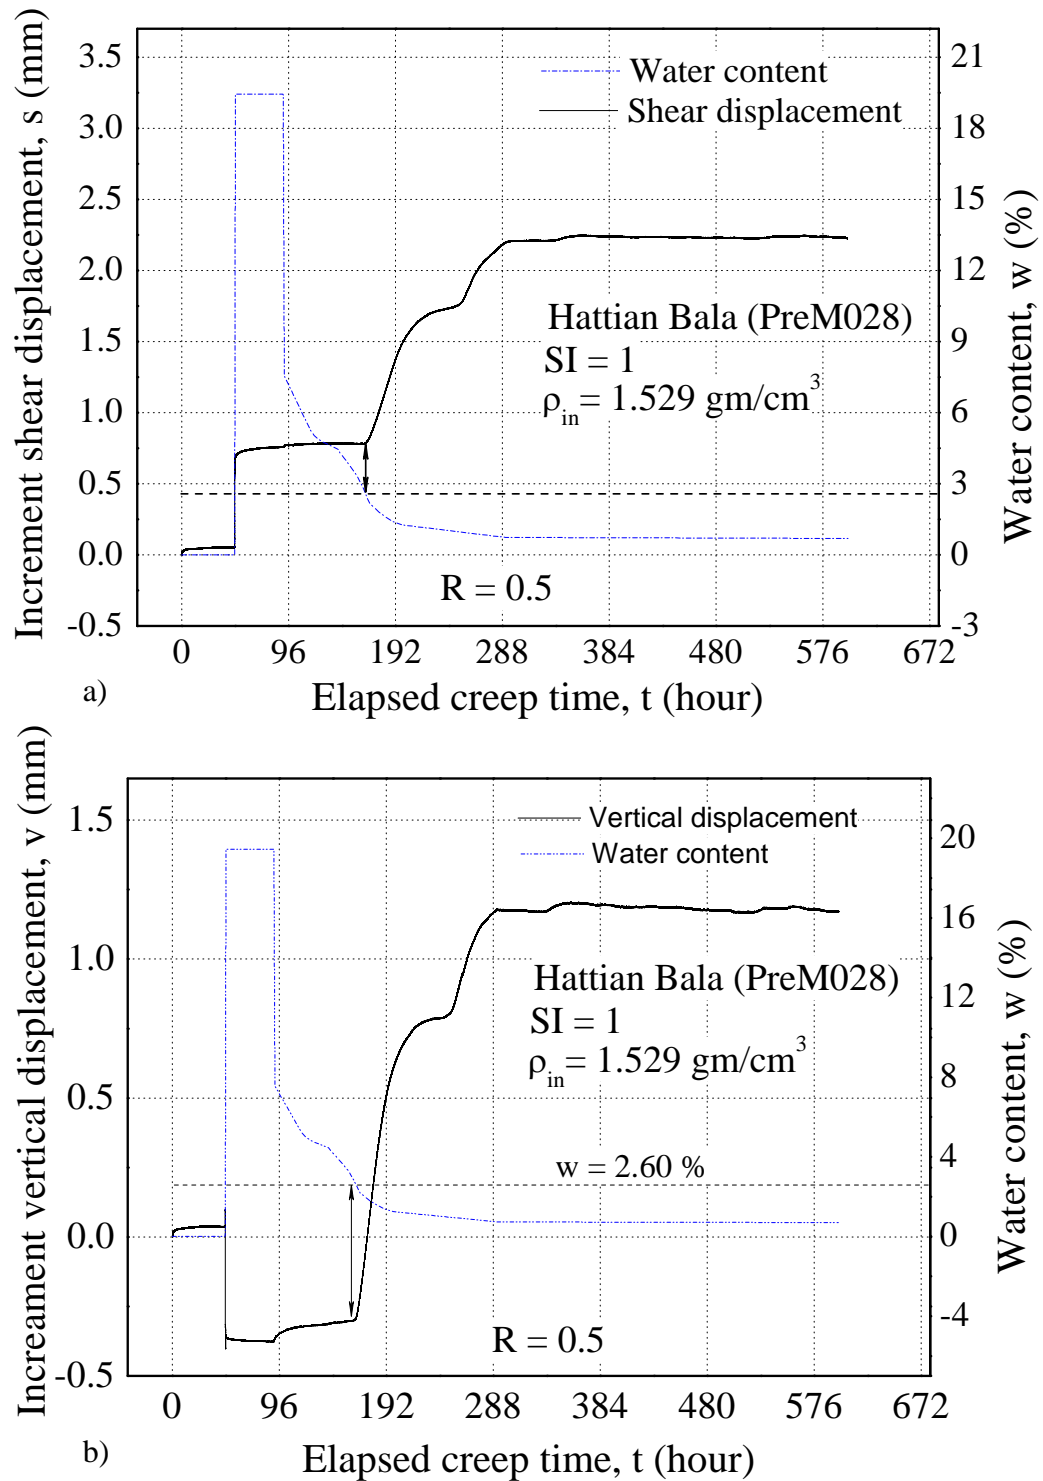 Increment shear displacement, s (mm)
3.5
3.0
2.5
2.0
1.5
1.0
0.5
0.0
-0.5
Water content
Shear displacement
Hattian Bala (PreM028)
SI = 1
ρin= 1.529 gm/cm3
R = 0.5
21
18
15
12
9
6
3
0
-3
Water content, w (%)
0 96 192 288 384 480 576 672
Elapsed creep time, t (hour)
a)
Increament vertical displacement, v (mm)
1.5
1.0
0.5
0.0
-0.5
Vertical displacement
Water content
Hattian Bala (PreM028)
SI = 1
ρin= 1.529 gm/cm3
w = 2.60 %
R = 0.5
20
16
12
8
4
0
-4
Water content, w (%)
0 96 192 288 384 480 576 672
Elapsed creep time, t (hour)
b)